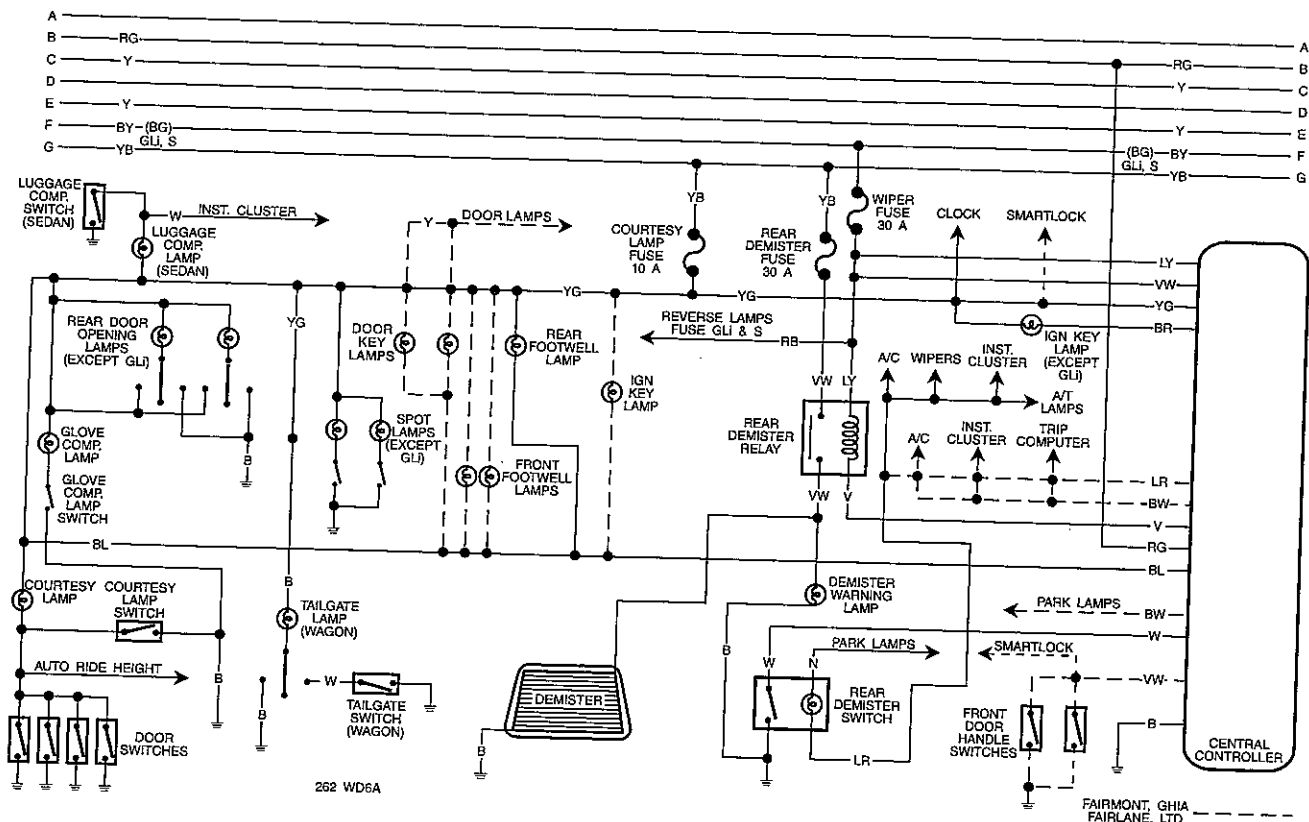 A
B
RG
C
Y
D
E
Y
F
BY
(BG)
GLi, S
G
YB
A
RG
B
Y
C
D
Y
E
(BG)
BY
F
GLi, S
YB
G
LUGGAGE
COMP.
SWITCH
(SEDAN)
W
INST. CLUSTER
LUGGAGE
COMP.
LAMP
(SEDAN)
Y
DOOR LAMPS
YB
COURTESY
LAMP
FUSE
10 A
YB
REAR
DEMISTER
FUSE
30 A
WIPER
FUSE
30 A
CLOCK
SMARTLOCK
LY
VW
YG
BR
YG
YG
YG
REAR DOOR
OPENING
LAMPS
(EXCEPT GLi)
DOOR
KEY
LAMPS
REAR
FOOTWELL
LAMP
REVERSE LAMPS
FUSE GLi & S
RB
IGN KEY
LAMP
(EXCEPT
GLi)
IGN
KEY
LAMP
VW
LY
A/C
WIPERS
INST.
CLUSTER
A/T
LAMPS
GLOVE
COMP.
LAMP
SPOT
LAMPS
(EXCEPT
GLi)
REAR
DEMISTER
RELAY
A/C
INST.
CLUSTER
TRIP
COMPUTER
B
GLOVE
COMP.
LAMP
SWITCH
FRONT
FOOTWELL
LAMPS
VW
V
LR
BW
V
RG
BL
BL
COURTESY
LAMP
COURTESY
LAMP
SWITCH
B
TAILGATE
LAMP
(WAGON)
DEMISTER
WARNING
LAMP
PARK LAMPS
BW
W
AUTO RIDE HEIGHT
B
W
B
TAILGATE
SWITCH
(WAGON)
DEMISTER
B
B
W
N
PARK LAMPS
REAR
DEMISTER
SWITCH
LR
SMARTLOCK
VW
FRONT
DOOR
HANDLE
SWITCHES
B
CENTRAL
CONTROLLER
DOOR
SWITCHES
262 WD6A
FAIRMONT, GHIA
FAIRLANE, LTD